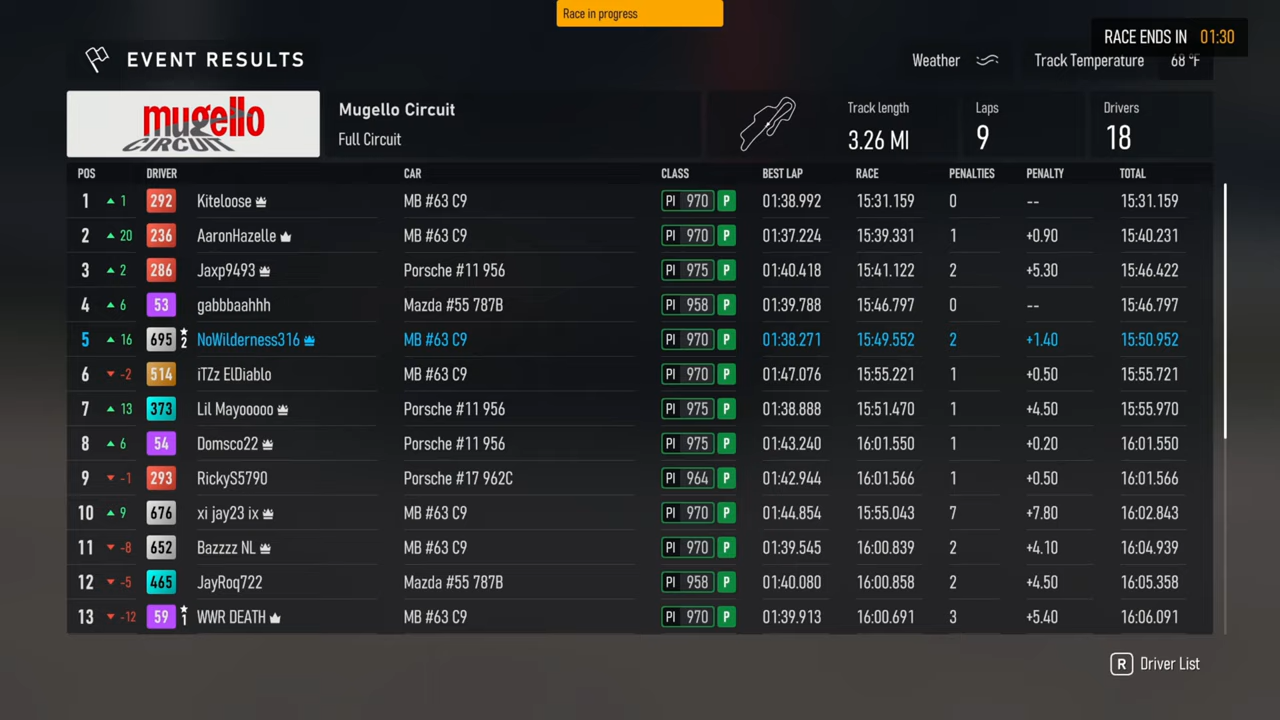 Race in progress
RACE ENDS IN 01:30
EVENT RESULTS
Weather Track Temperature 68 °F
mugello CIRCUIT
Mugello Circuit
Full Circuit
Track length 3.26 MI
Laps 9
Drivers 18
POS DRIVER CAR CLASS BEST LAP RACE PENALTIES PENALTY TOTAL
1 ▲ 1 292 Kiteloose MB #63 C9 PI 970 P 01:38.992 15:31.159 0 -- 15:31.159
2 ▲ 20 236 AaronHazelle MB #63 C9 PI 970 P 01:37.224 15:39.331 1 +0.90 15:40.231
3 ▲ 2 286 Jaxp9493 Porsche #11 956 PI 975 P 01:40.418 15:41.122 2 +5.30 15:46.422
4 ▲ 6 53 gabbbaahhh Mazda #55 787B PI 958 P 01:39.788 15:46.797 0 -- 15:46.797
5 ▲ 16 695 ★ 2 NoWilderness316 MB #63 C9 PI 970 P 01:38.271 15:49.552 2 +1.40 15:50.952
6 ▼ -2 514 iTZz ElDiablo MB #63 C9 PI 970 P 01:47.076 15:55.221 1 +0.50 15:55.721
7 ▲ 13 373 Lil Mayooooo Porsche #11 956 PI 975 P 01:38.888 15:51.470 1 +4.50 15:55.970
8 ▲ 6 54 Domsco22 Porsche #11 956 PI 975 P 01:43.240 16:01.550 1 +0.20 16:01.550
9 ▼ -1 293 RickyS5790 Porsche #17 962C PI 964 P 01:42.944 16:01.566 1 +0.50 16:01.566
10 ▲ 9 676 xi jay23 ix MB #63 C9 PI 970 P 01:44.854 15:55.043 7 +7.80 16:02.843
11 ▼ -8 652 Bazzzz NL MB #63 C9 PI 970 P 01:39.545 16:00.839 2 +4.10 16:04.939
12 ▼ -5 465 JayRoq722 Mazda #55 787B PI 958 P 01:40.080 16:00.858 2 +4.50 16:05.358
13 ▼ -12 59 ★ 1 WWR DEATH MB #63 C9 PI 970 P 01:39.913 16:00.691 3 +5.40 16:06.091
R Driver List